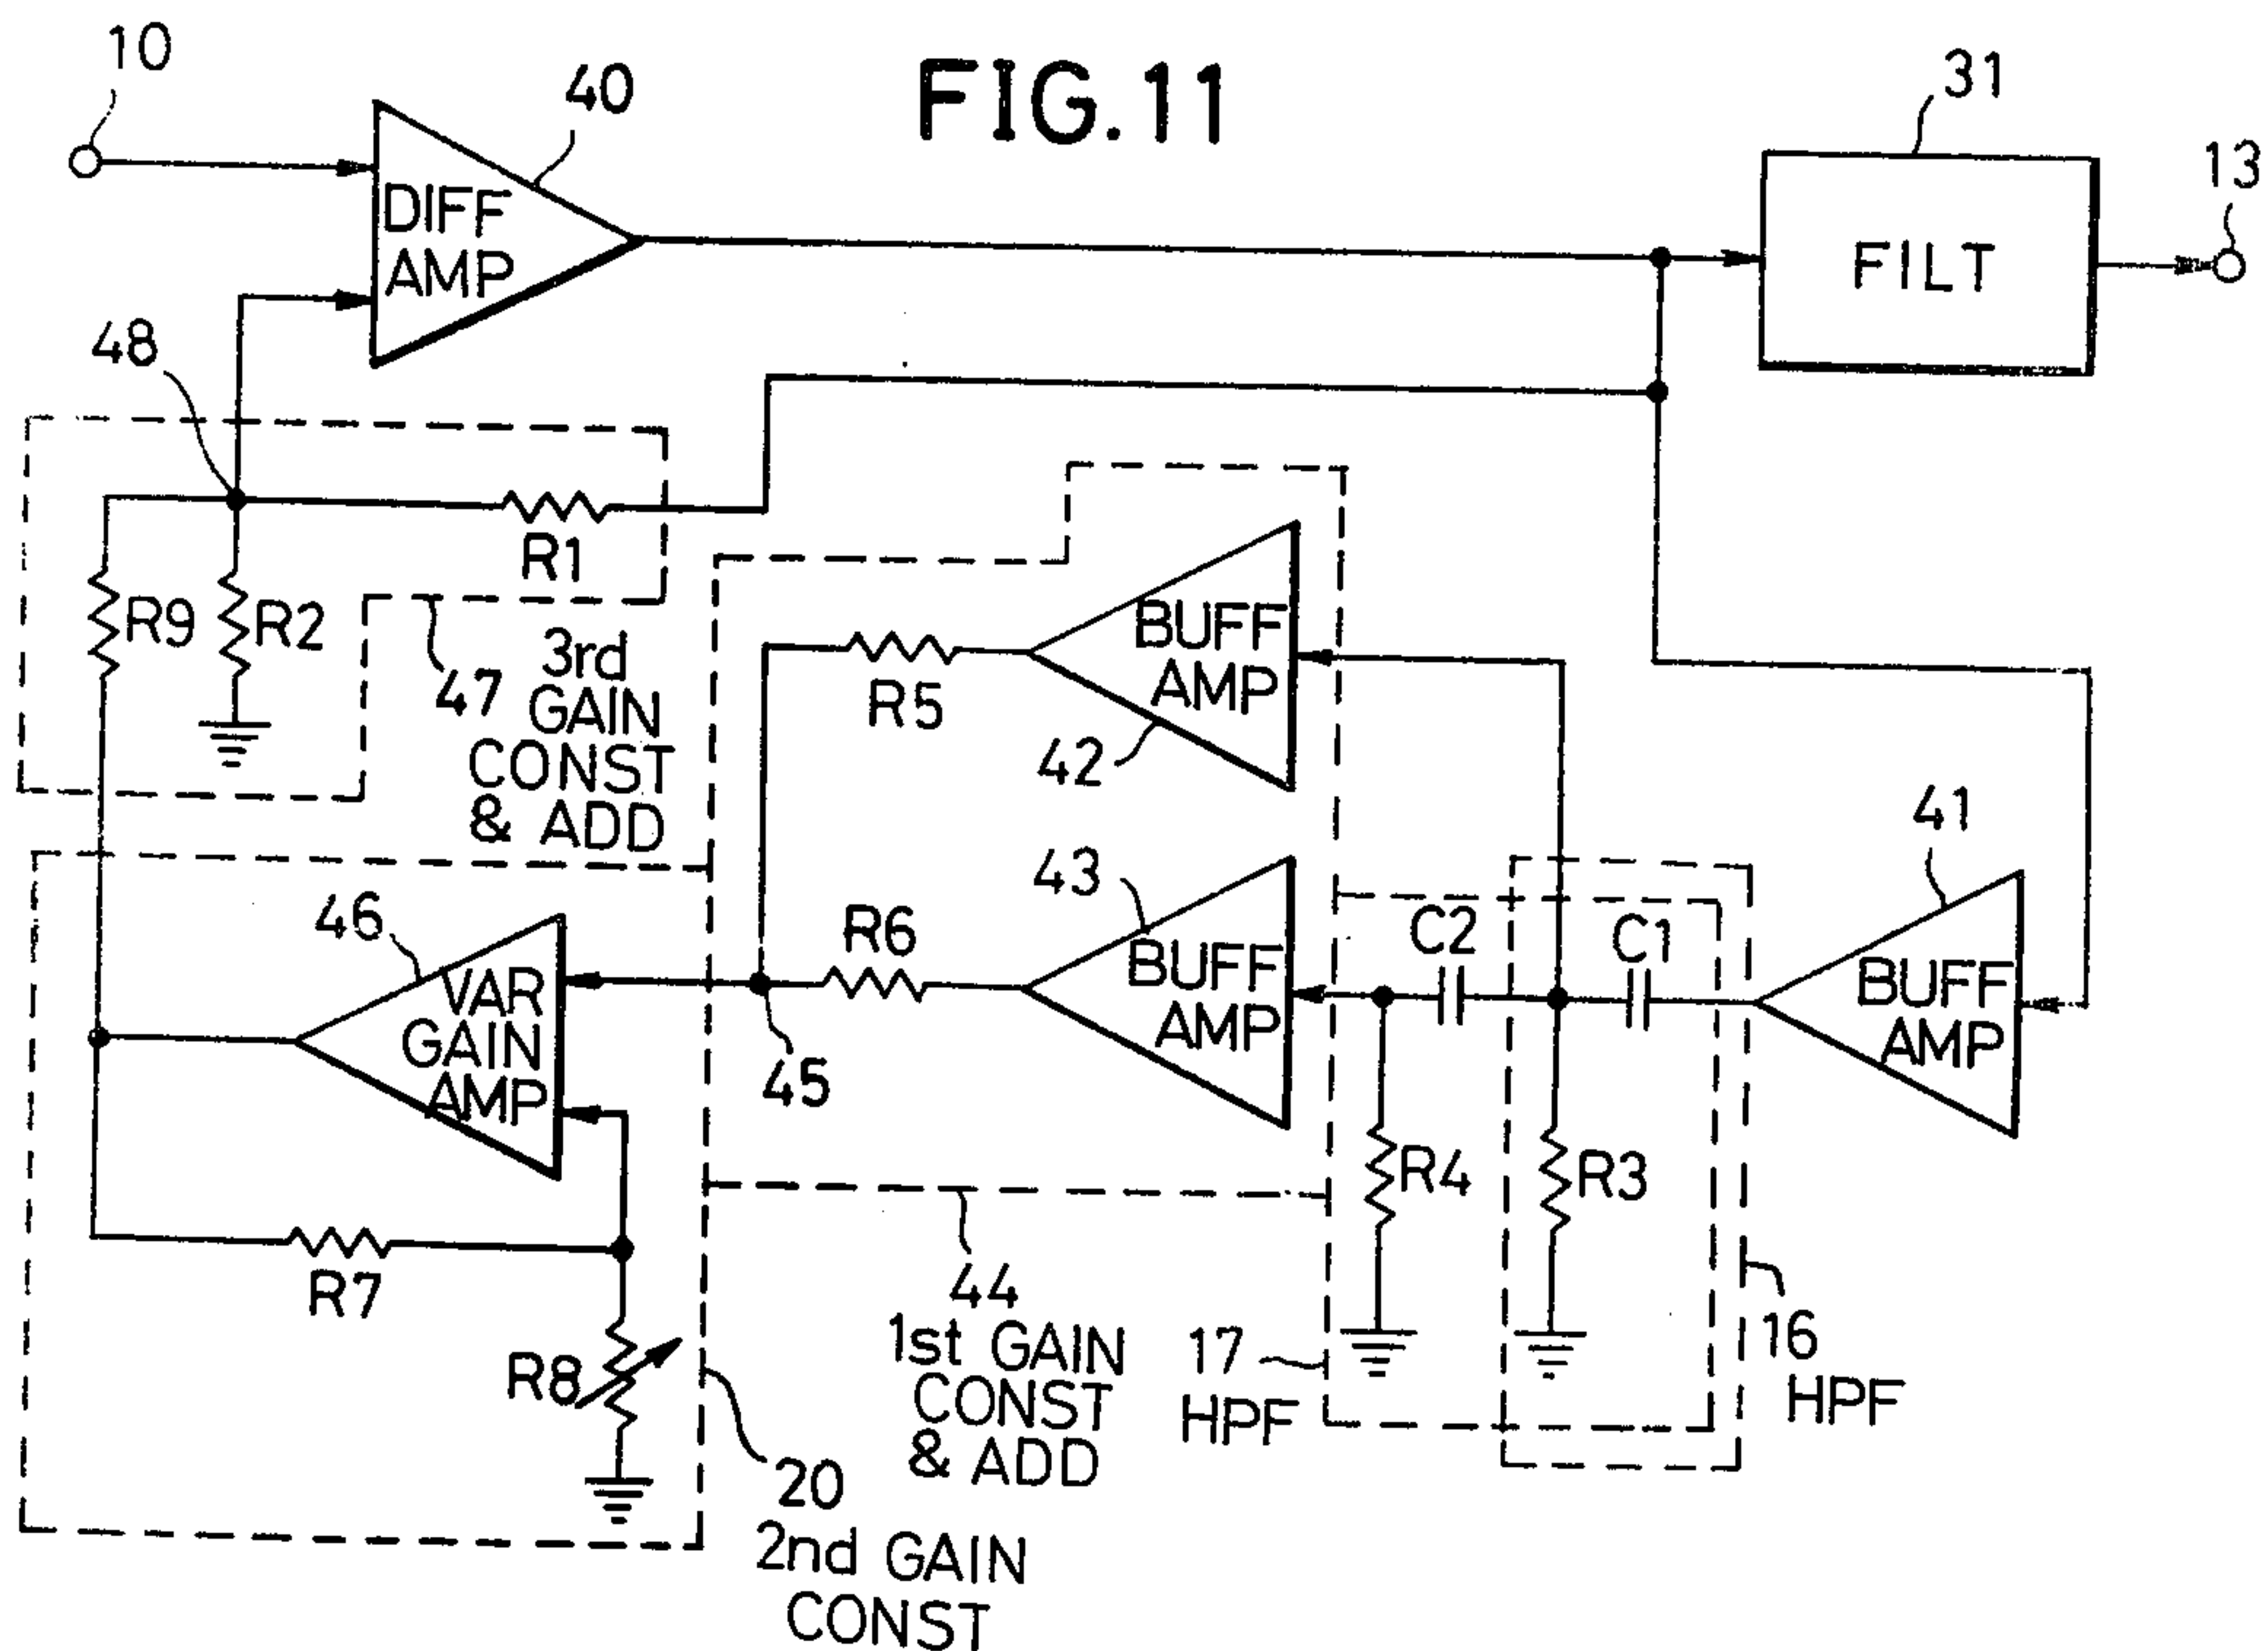 FIG.11
10
40
DIFF
AMP
31
FILT
13
48
R1
R9
R2
47
3rd
GAIN
CONST
& ADD
R5
BUFF
AMP
42
41
BUFF
AMP
43
BUFF
AMP
R6
C2
C1
46
VAR
GAIN
AMP
45
R4
R3
R7
R8
44
1st GAIN
CONST
& ADD
17
HPF
16
HPF
20
2nd GAIN
CONST